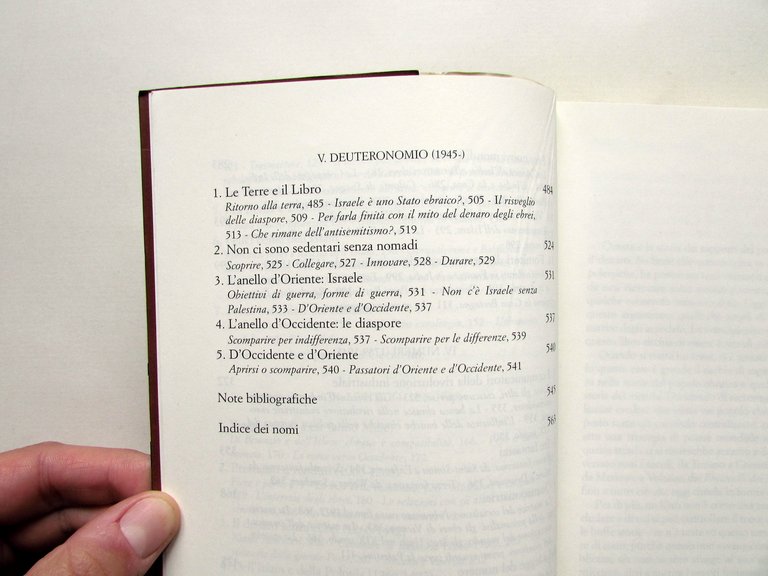 V. DEUTERONOMIO (1945-)
1. Le Terre e il Libro 484
Ritorno alla terra, 485 - Israele è uno Stato ebraico?, 505 - Il risveglio
delle diaspore, 509 - Per farla finita con il mito del denaro degli ebrei,
513 - Che rimane dell'antisemitismo?, 519
2. Non ci sono sedentari senza nomadi 524
Scoprire, 525 - Collegare, 527 - Innovare, 528 - Durare, 529
3. L'anello d'Oriente: Israele 531
Obiettivi di guerra, forme di guerra, 531 - Non c'è Israele senza
Palestina, 533 - D'Oriente e d'Occidente, 537
4. L'anello d'Occidente: le diaspore 537
Scomparire per indifferenza, 537 - Scomparire per le differenze, 539
5. D'Occidente e d'Oriente 540
Aprirsi o scomparire, 540 - Passatori d'Oriente e d'Occidente, 541
Note bibliografiche 545
Indice dei nomi 563